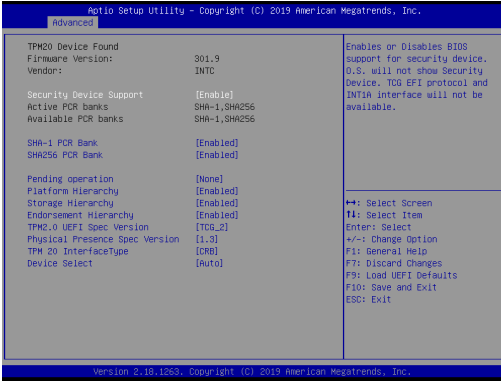 Aptio Setup Utility – Copyright (C) 2019 American Megatrends, Inc.
Advanced
TPM20 Device Found
Firmware Version: 301.9
Vendor: INTC
Security Device Support [Enable]
Active PCR banks SHA-1,SHA256
Available PCR banks SHA-1,SHA256
SHA-1 PCR Bank [Enabled]
SHA256 PCR Bank [Enabled]
Pending operation [None]
Platform Hierarchy [Enabled]
Storage Hierarchy [Enabled]
Endorsement Hierarchy [Enabled]
TPM2.0 UEFI Spec Version [TCG_2]
Physical Presence Spec Version [1.3]
TPM 20 InterfaceType [CRB]
Device Select [Auto]
Enables or Disables BIOS
support for security device.
O.S. will not show Security
Device. TCG EFI protocol and
INT1A interface will not be
available.
↔: Select Screen
↑↓: Select Item
Enter: Select
+/-: Change Option
F1: General Help
F7: Discard Changes
F9: Load UEFI Defaults
F10: Save and Exit
ESC: Exit
Version 2.18.1263. Copyright (C) 2019 American Megatrends, Inc.